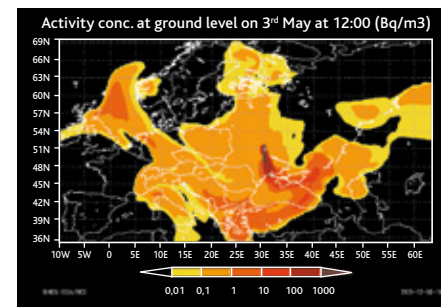 Activity conc. at ground level on 3rd May at 12:00 (Bq/m3)
69N
66N
63N
60N
57N
54N
51N
48N
45N
42N
39N
36N
10W 5W 0 5E 10E 15E 20E 25E 30E 35E 40E 45E 50E 55E 60E
0,01 0,1 1 10 100 1000